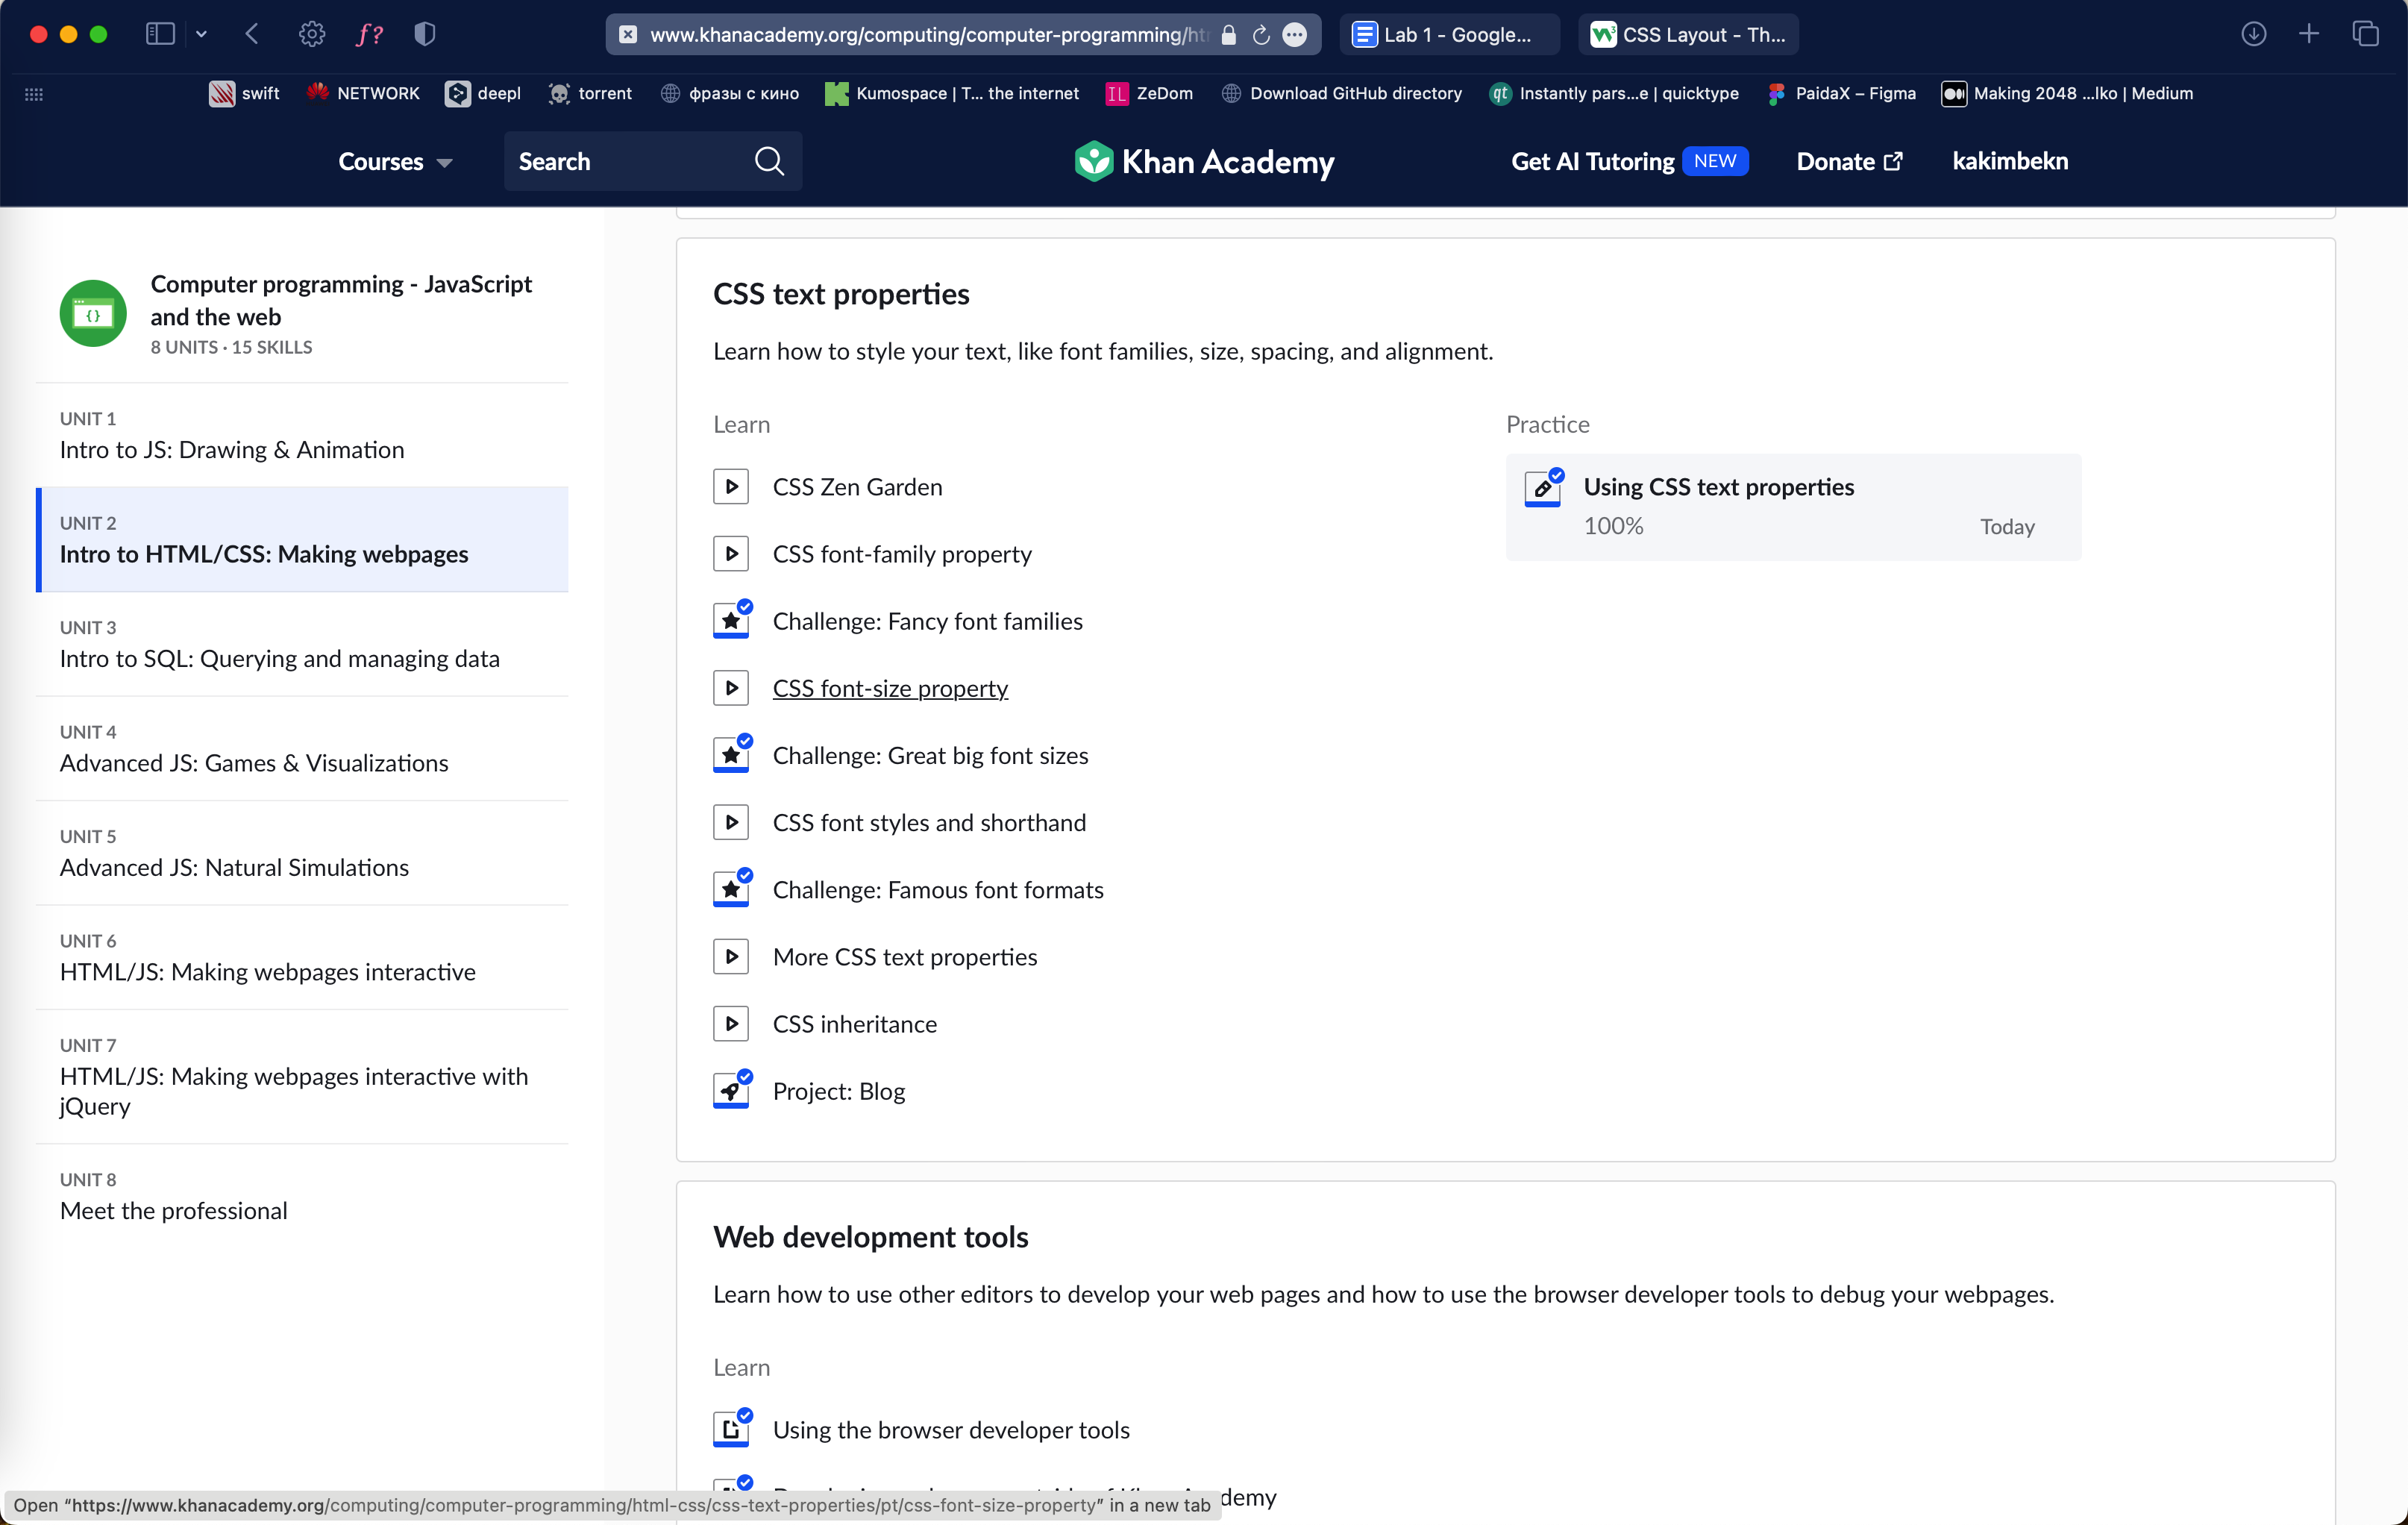 www.khanacademy.org/computing/computer-programming/ht
Lab 1 - Google...
CSS Layout - Th...
swift
NETWORK
deepl
torrent
фразы с кино
Kumospace | T... the internet
IL
ZeDom
Download GitHub directory
qt
Instantly pars...e | quicktype
PaidaX – Figma
Making 2048 ...lko | Medium
Courses
Search
Khan Academy
Get AI Tutoring
NEW
Donate
kakimbekn
Computer programming - JavaScript
and the web
8 UNITS · 15 SKILLS
UNIT 1
Intro to JS: Drawing & Animation
UNIT 2
Intro to HTML/CSS: Making webpages
UNIT 3
Intro to SQL: Querying and managing data
UNIT 4
Advanced JS: Games & Visualizations
UNIT 5
Advanced JS: Natural Simulations
UNIT 6
HTML/JS: Making webpages interactive
UNIT 7
HTML/JS: Making webpages interactive with
jQuery
UNIT 8
Meet the professional
CSS text properties
Learn how to style your text, like font families, size, spacing, and alignment.
Learn
CSS Zen Garden
CSS font-family property
Challenge: Fancy font families
CSS font-size property
Challenge: Great big font sizes
CSS font styles and shorthand
Challenge: Famous font formats
More CSS text properties
CSS inheritance
Project: Blog
Practice
Using CSS text properties
100%
Today
Web development tools
Learn how to use other editors to develop your web pages and how to use the browser developer tools to debug your webpages.
Learn
Using the browser developer tools
demy
Open “https://www.khanacademy.org/computing/computer-programming/html-css/css-text-properties/pt/css-font-size-property” in a new tab